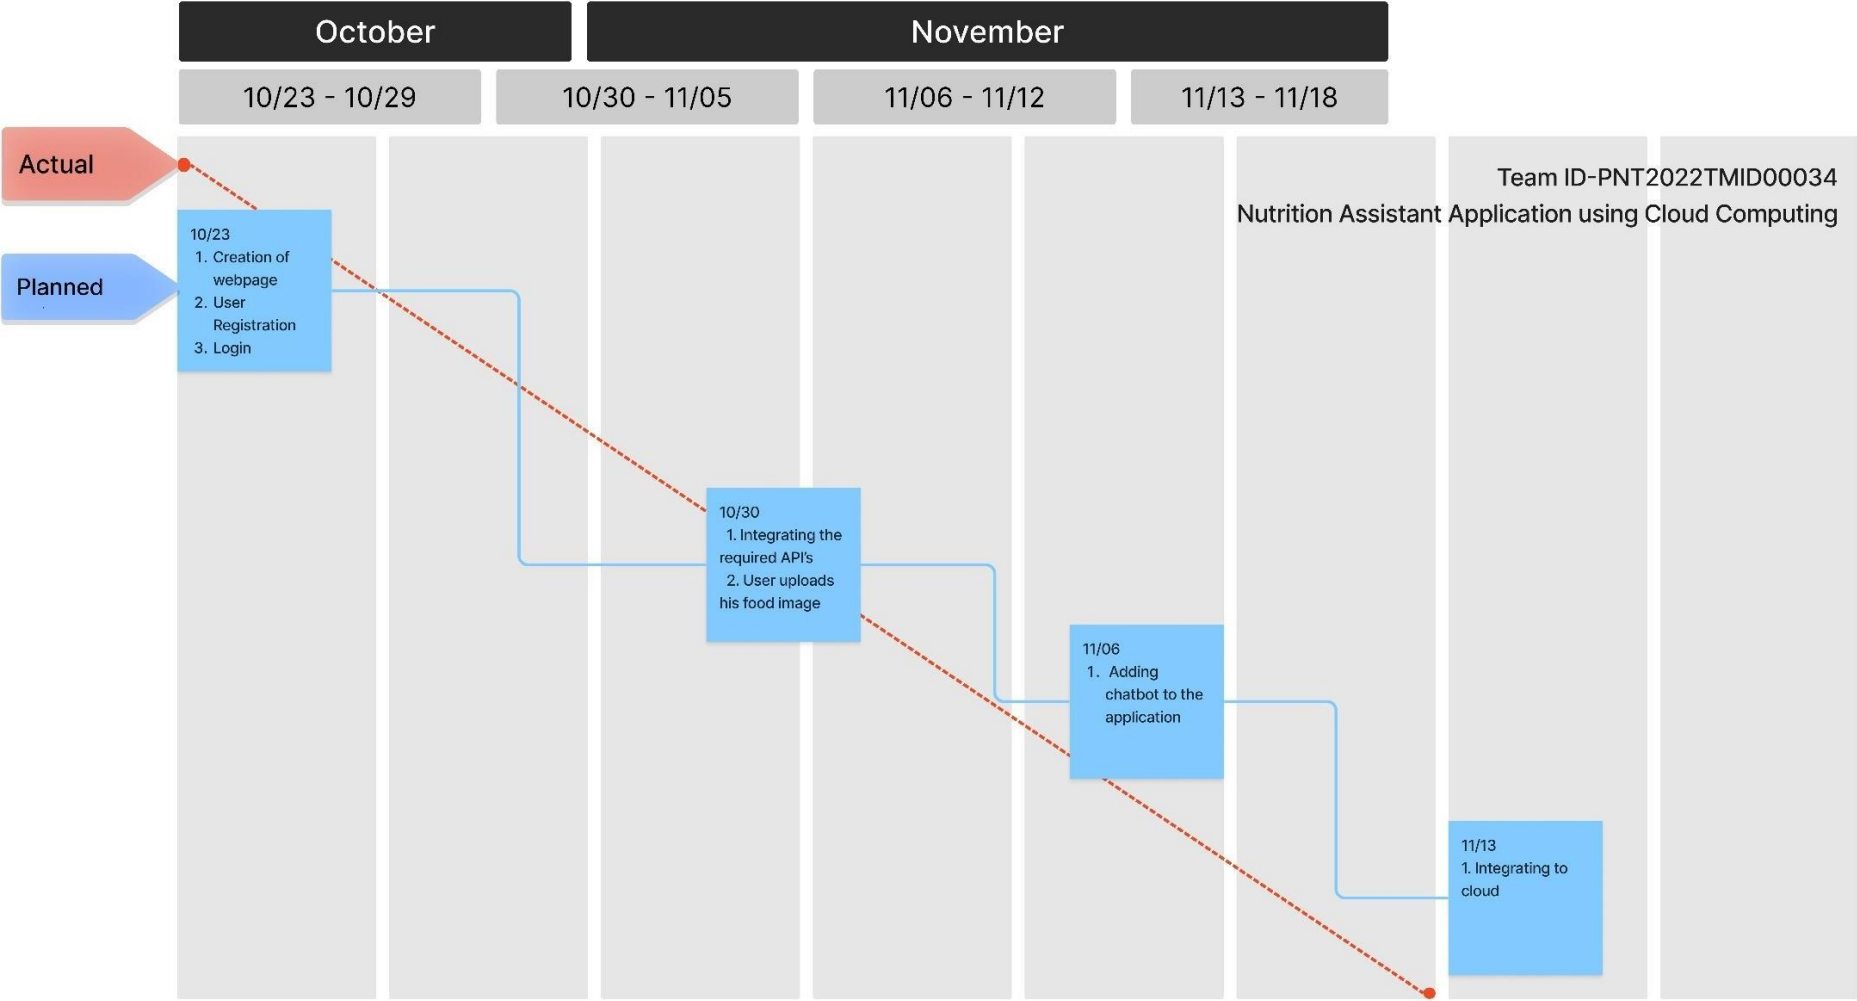 October
November
10/23 - 10/29
10/30 - 11/05
11/06 - 11/12
11/13 - 11/18
Actual
Team ID-PNT2022TMID00034
Nutrition Assistant Application using Cloud Computing
Planned
10/23
1. Creation of
webpage
2. User
Registration
3. Login
10/30
1. Integrating the
required API's
2. User uploads
his food image
11/06
1. Adding
chatbot to the
application
11/13
1. Integrating to
cloud